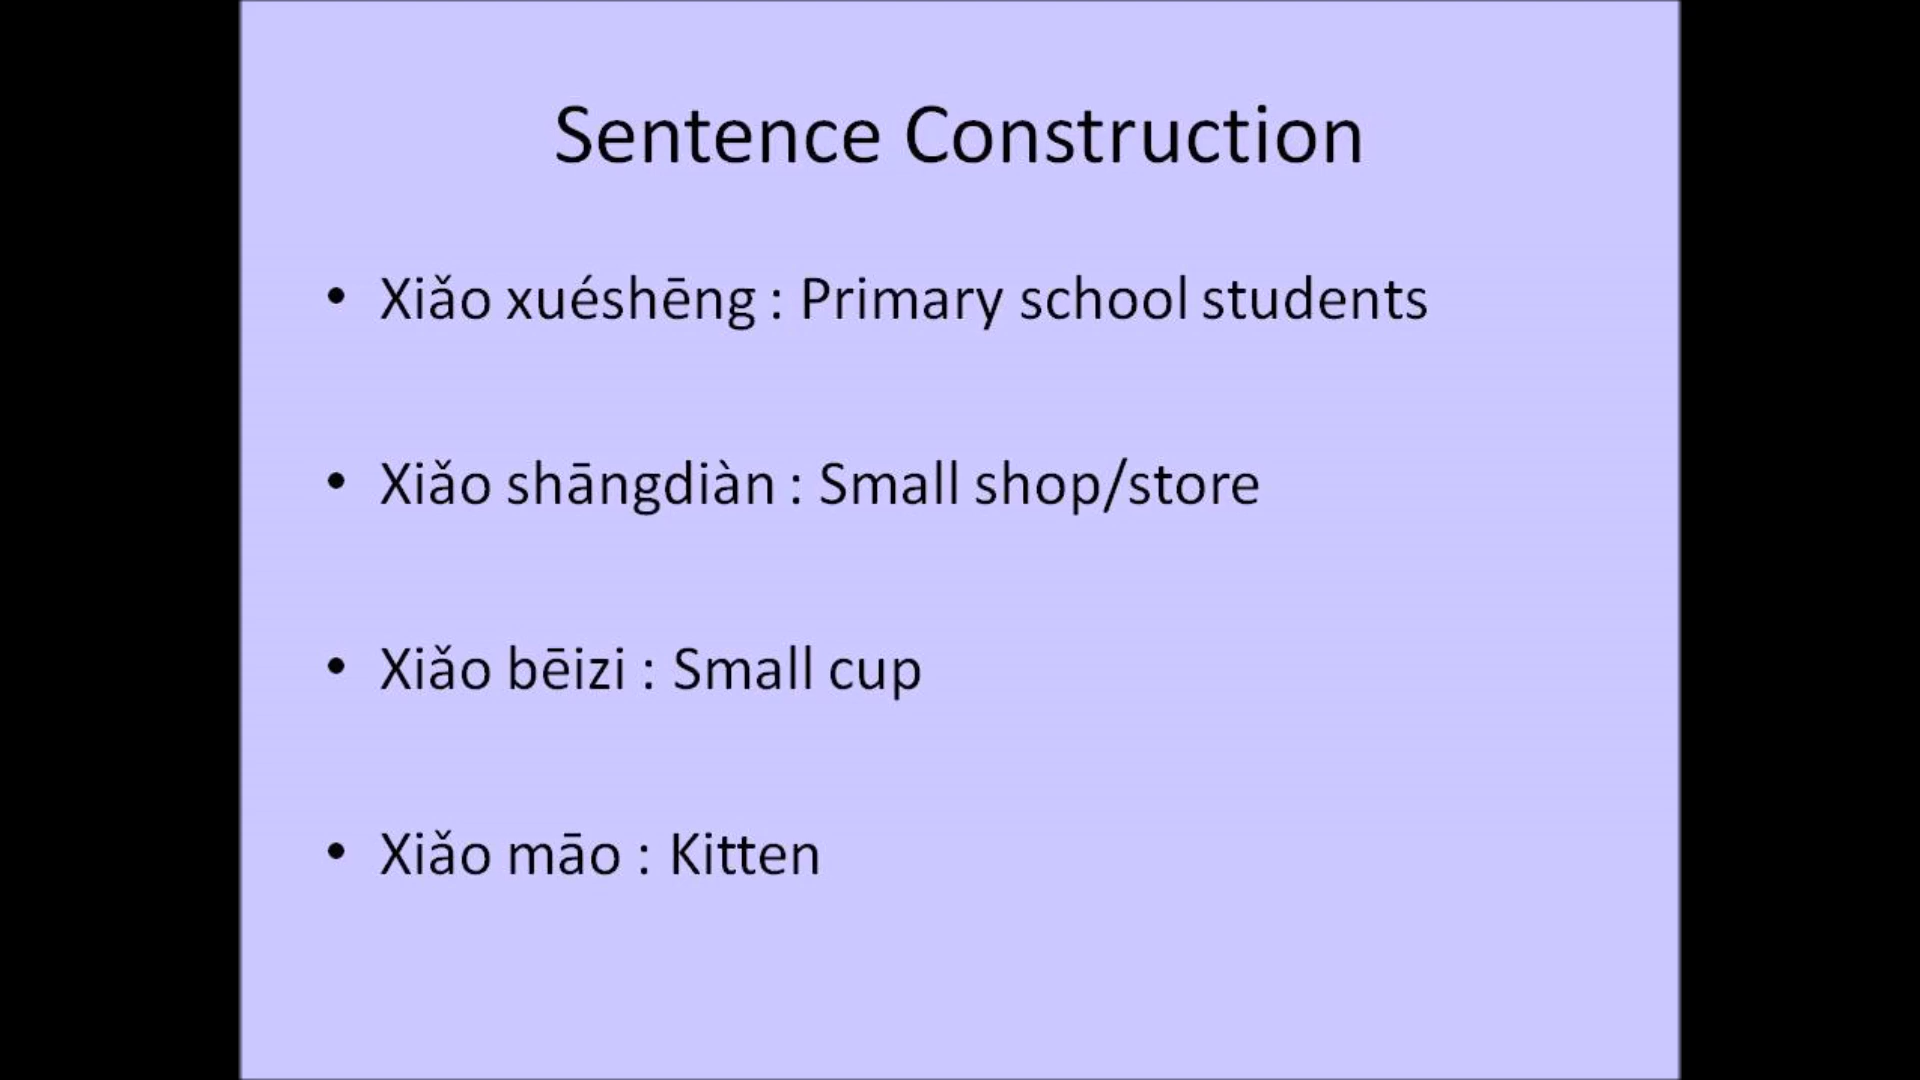 Sentence Construction
• Xiǎo xuéshēng : Primary school students
• Xiǎo shāngdiàn : Small shop/store
• Xiǎo bēizi : Small cup
• Xiǎo māo : Kitten